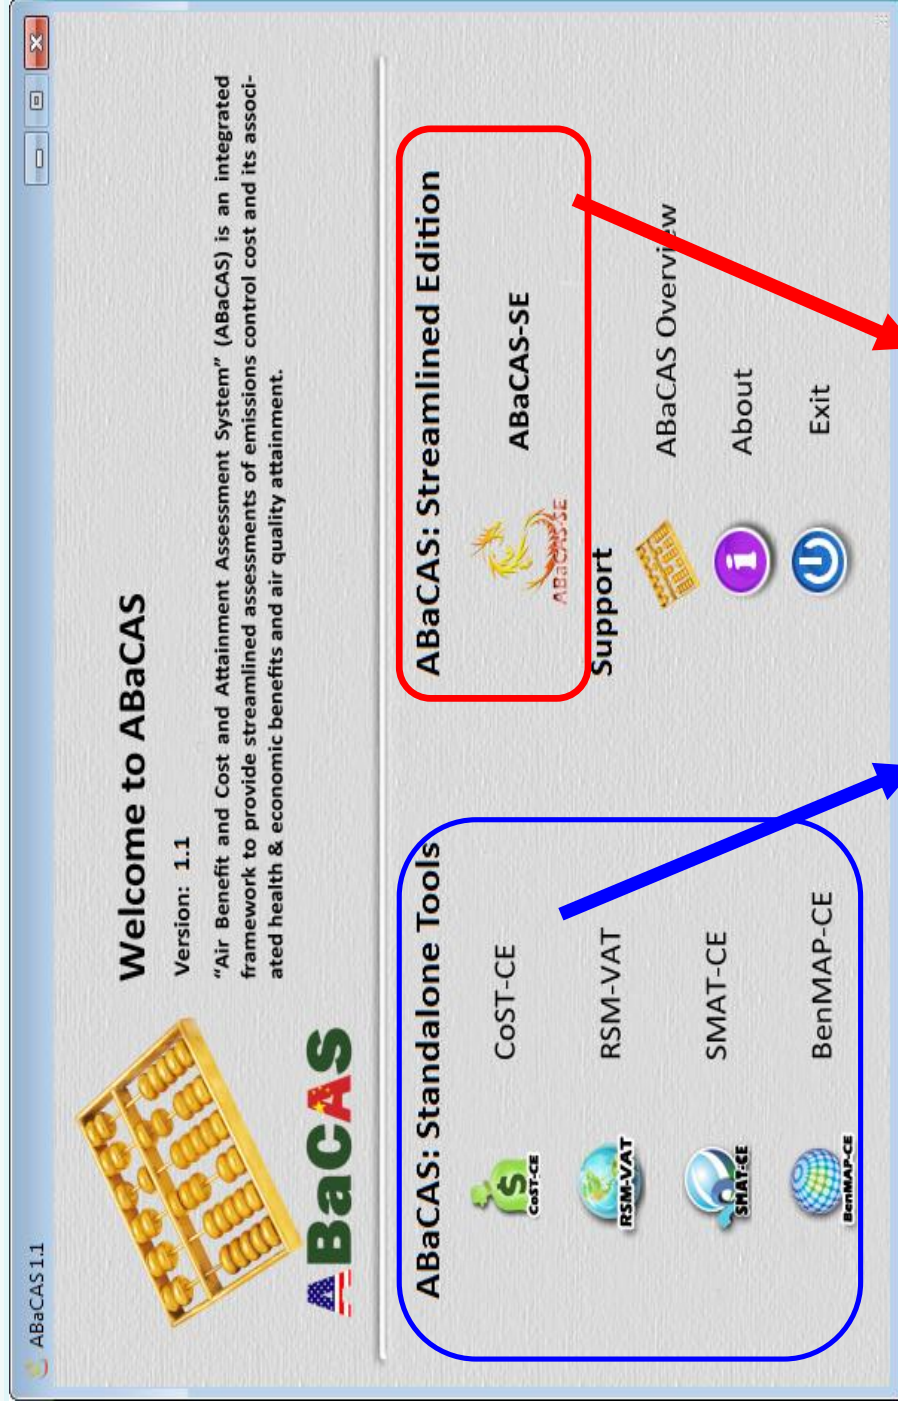 ABaCAS 1.1
Welcome to ABaCAS
Version: 1.1
“Air Benefit and Cost and Attainment Assessment System” (ABaCAS) is an integrated
framework to provide streamlined assessments of emissions control cost and its associ-
ated health & economic benefits and air quality attainment.
ABaCAS
ABaCAS: Standalone Tools
CoST-CE
CoST-CE
RSM-VAT
RSM-VAT
SMAT-CE
SMAT-CE
BenMAP-CE
BenMAP-CE
ABaCAS: Streamlined Edition
ABaCAS-SE
ABaCAS-SE
Support
ABaCAS Overview
About
Exit